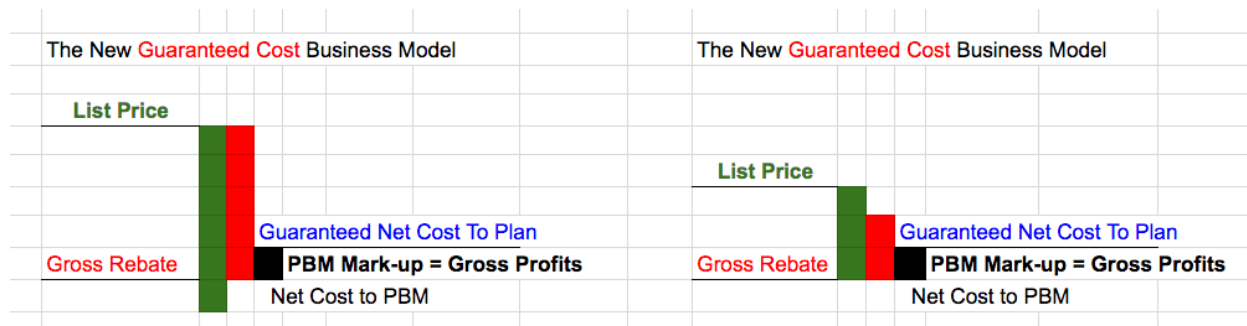 The New Guaranteed Cost Business Model
List Price
Guaranteed Net Cost To Plan
Gross Rebate
PBM Mark-up = Gross Profits
Net Cost to PBM
The New Guaranteed Cost Business Model
List Price
Guaranteed Net Cost To Plan
Gross Rebate
PBM Mark-up = Gross Profits
Net Cost to PBM